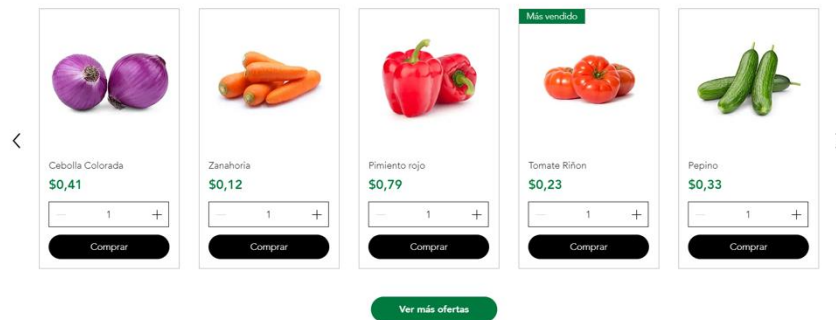 Más vendido
Cebolla Colorada
$0,41
1
Comprar
Zanahoria
$0,12
1
Comprar
Pimiento rojo
$0,79
1
Comprar
Tomate Riñon
$0,23
1
Comprar
Pepino
$0,33
1
Comprar
Ver más ofertas